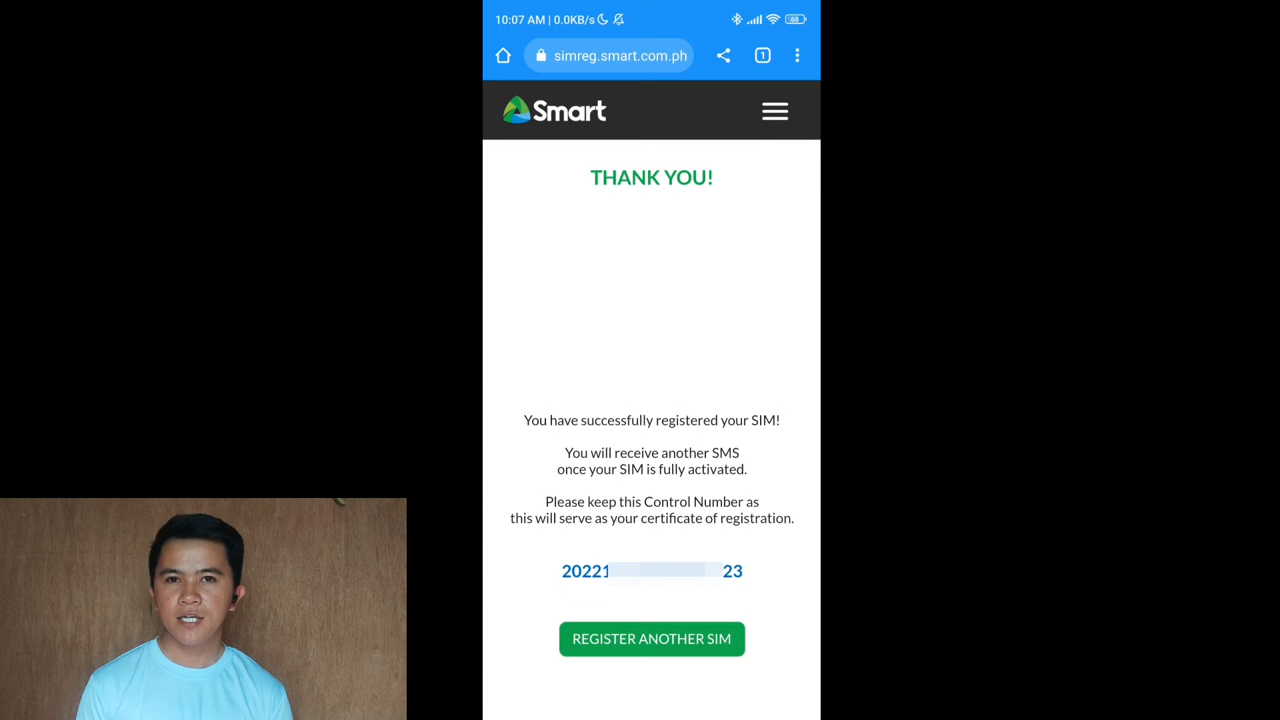 10:07 AM | 0.0KB/s
68
simreg.smart.com.ph
1
Smart
THANK YOU!
You have successfully registered your SIM!
You will receive another SMS
once your SIM is fully activated.
Please keep this Control Number as
this will serve as your certificate of registration.
20221 23
REGISTER ANOTHER SIM